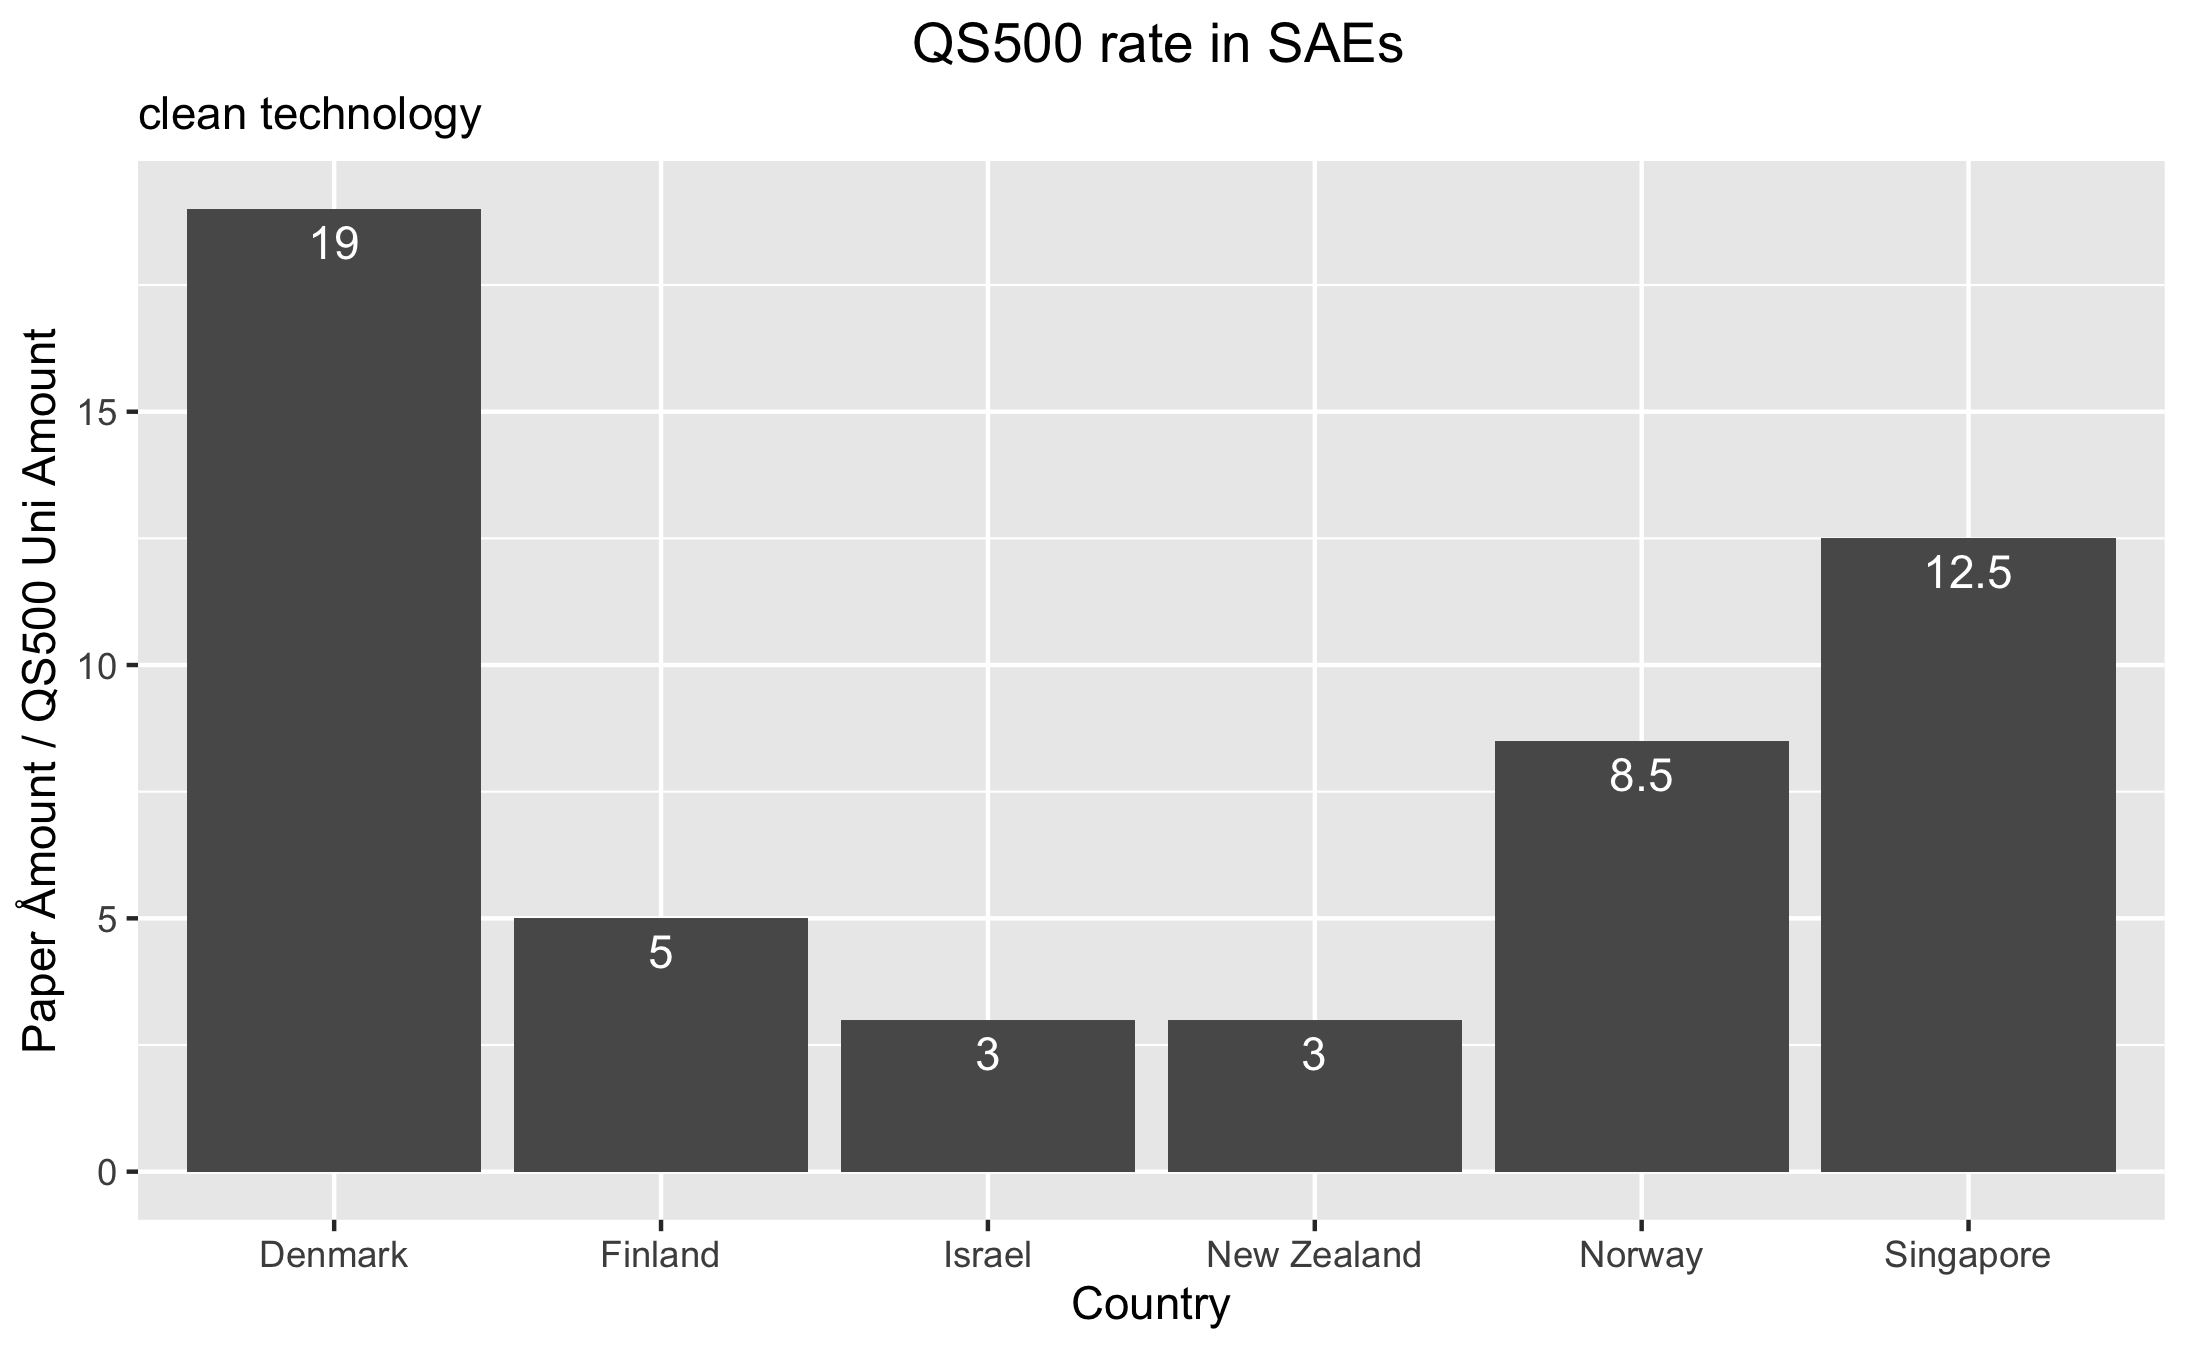 QS500 rate in SAEs
clean technology
Paper Åmount / QS500 Uni Amount
15
10
5
0
19
5
3
3
8.5
12.5
Denmark
Finland
Israel
New Zealand
Norway
Singapore
Country